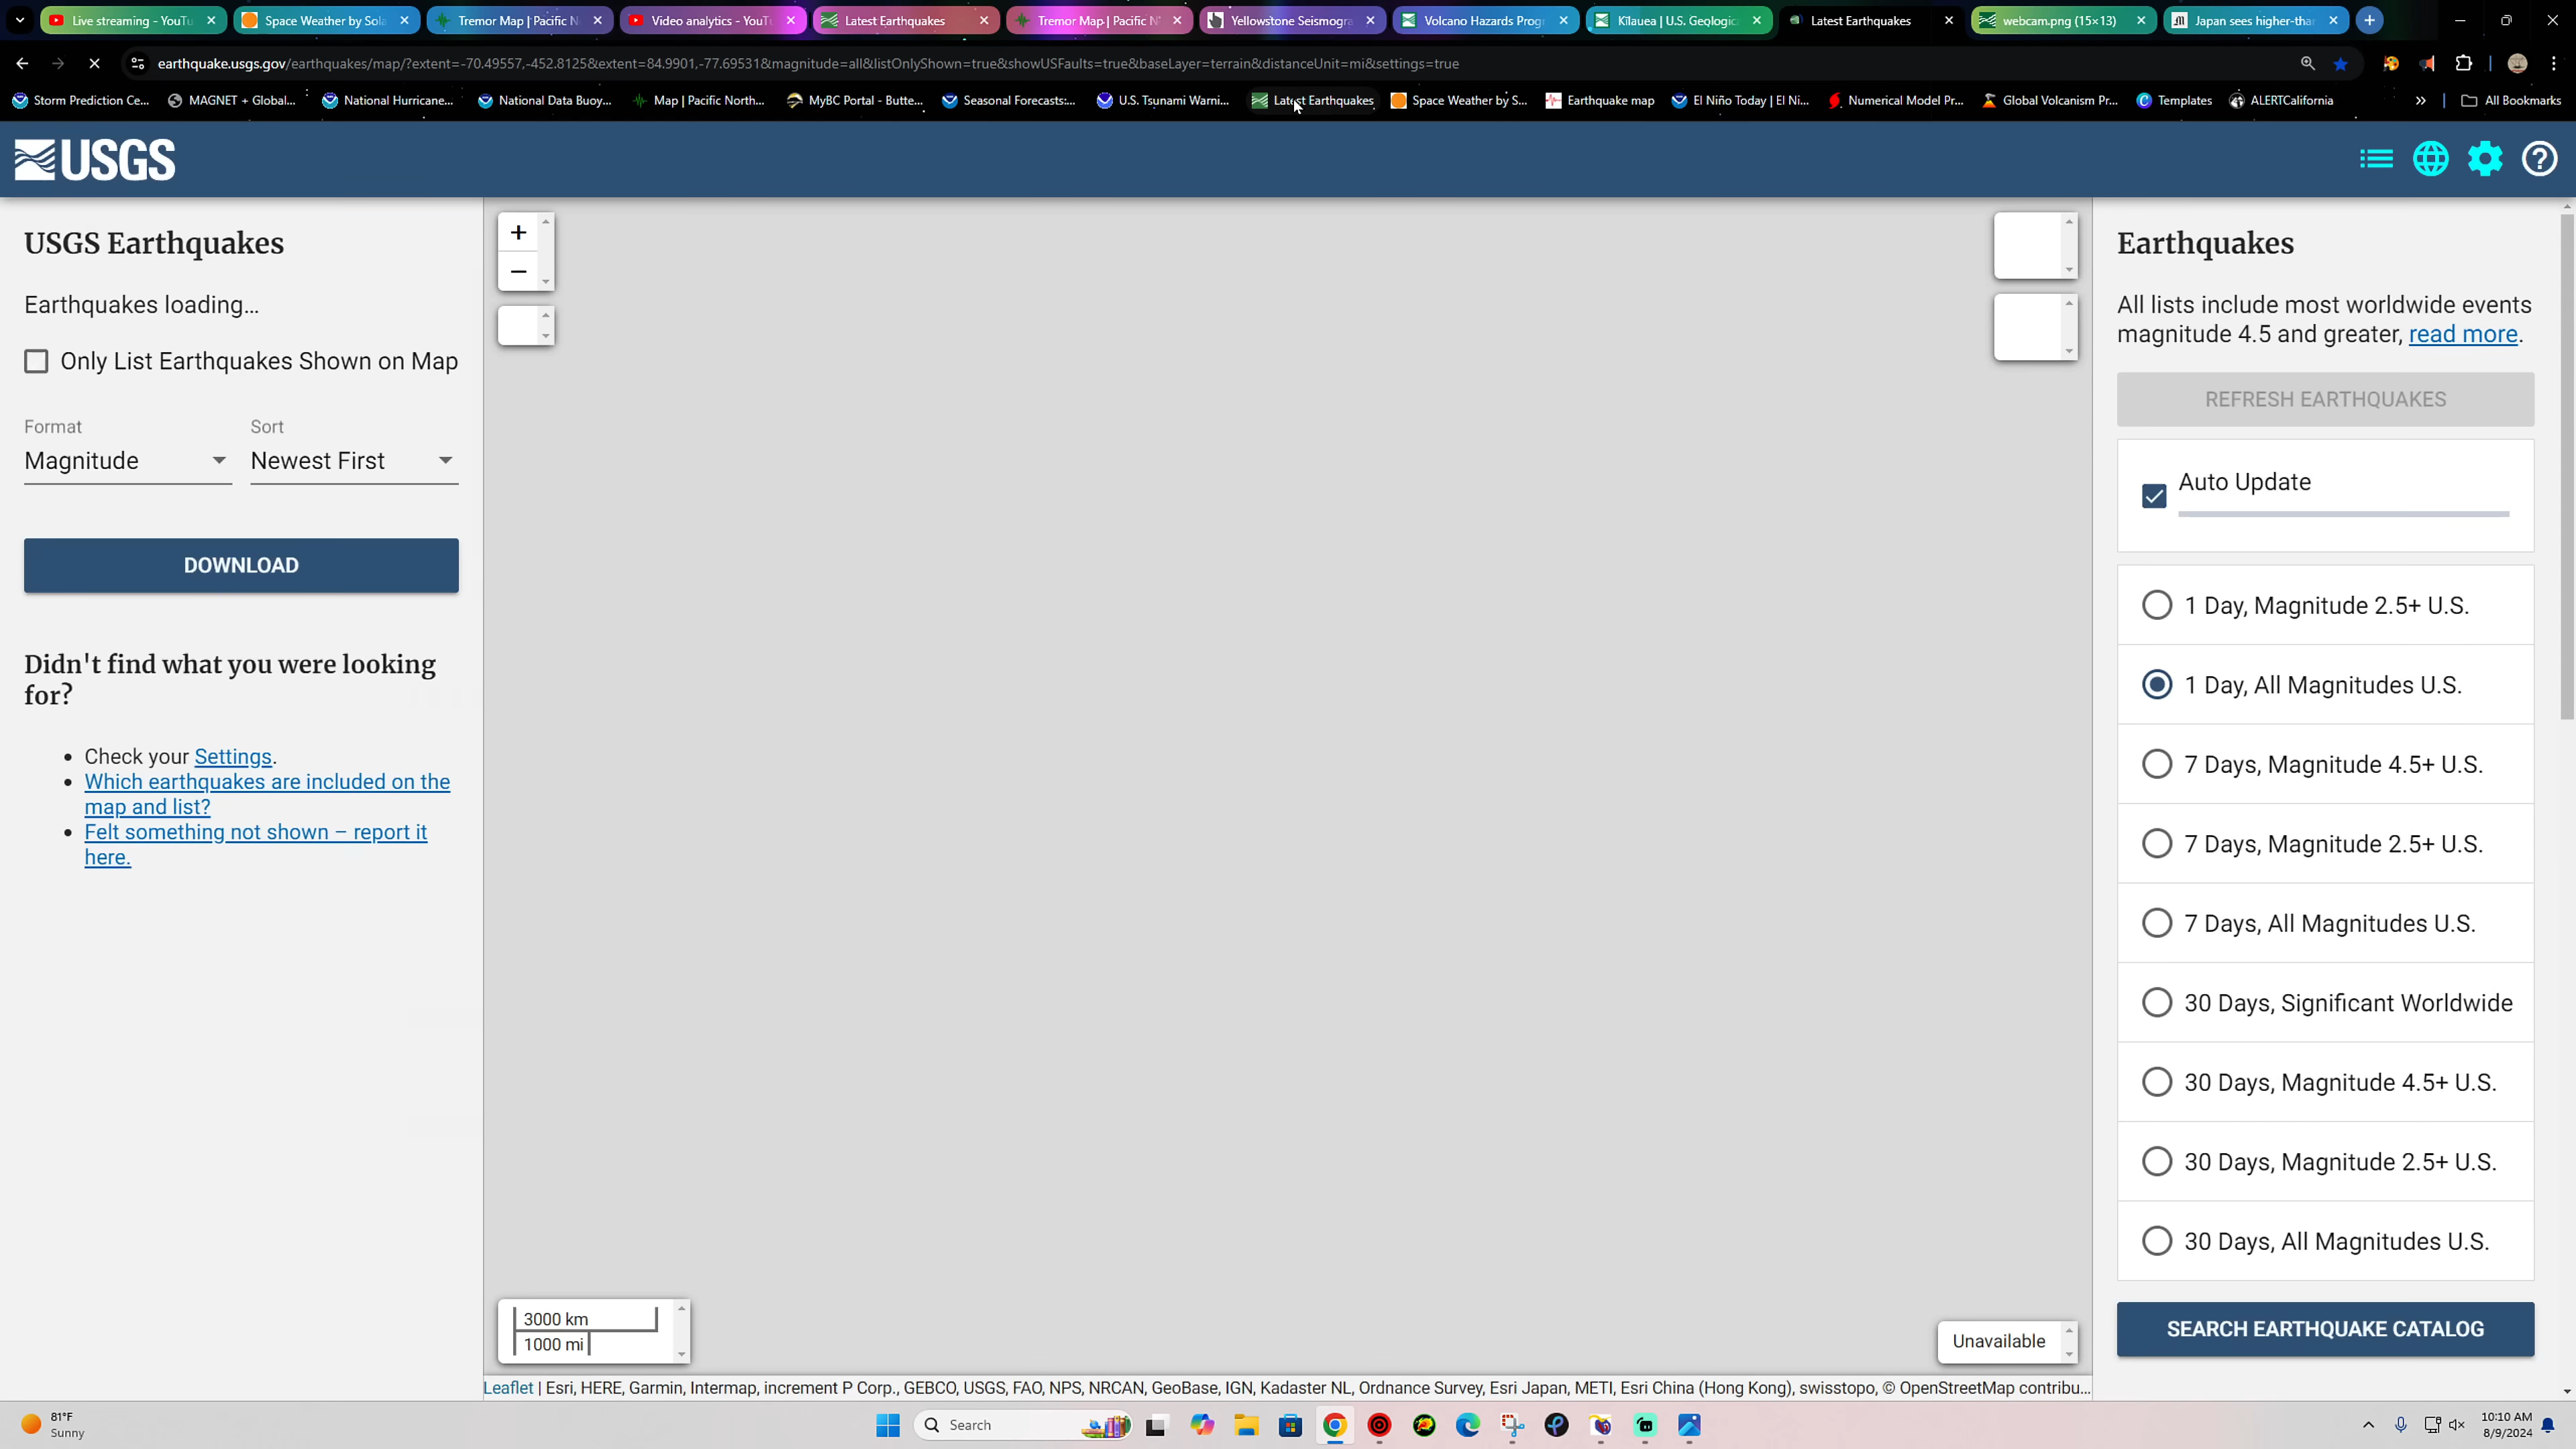 Live streaming - YouTu
Space Weather by Sola
Tremor Map | Pacific N
Video analytics - YouTu
Latest Earthquakes
Tremor Map | Pacific N
Yellowstone Seismogra
Volcano Hazards Prog
Kīlauea | U.S. Geologic
Latest Earthquakes
webcam.png (15×13)
Japan sees higher-tha
earthquake.usgs.gov/earthquakes/map/?extent=-70.49557,-452.8125&extent=84.9901,-77.69531&magnitude=all&listOnlyShown=true&showUSFaults=true&baseLayer=terrain&distanceUnit=mi&settings=true
Storm Prediction Ce...
MAGNET + Global...
National Hurricane...
National Data Buoy...
Map | Pacific North...
MyBC Portal - Butte...
Seasonal Forecasts:...
U.S. Tsunami Warni...
Latest Earthquakes
Space Weather by S...
Earthquake map
El Niño Today | El Ni...
Numerical Model Pr...
Global Volcanism Pr...
Templates
ALERTCalifornia
All Bookmarks
USGS
USGS Earthquakes
Earthquakes loading...
Only List Earthquakes Shown on Map
Format
Sort
Magnitude
Newest First
DOWNLOAD
Didn't find what you were looking
for?
• Check your Settings.
• Which earthquakes are included on the
map and list?
• Felt something not shown – report it
here.
+
−
3000 km
1000 mi
Unavailable
Leaflet | Esri, HERE, Garmin, Intermap, increment P Corp., GEBCO, USGS, FAO, NPS, NRCAN, GeoBase, IGN, Kadaster NL, Ordnance Survey, Esri Japan, METI, Esri China (Hong Kong), swisstopo, © OpenStreetMap contribu...
Earthquakes
All lists include most worldwide events
magnitude 4.5 and greater, read more.
REFRESH EARTHQUAKES
Auto Update
1 Day, Magnitude 2.5+ U.S.
1 Day, All Magnitudes U.S.
7 Days, Magnitude 4.5+ U.S.
7 Days, Magnitude 2.5+ U.S.
7 Days, All Magnitudes U.S.
30 Days, Significant Worldwide
30 Days, Magnitude 4.5+ U.S.
30 Days, Magnitude 2.5+ U.S.
30 Days, All Magnitudes U.S.
SEARCH EARTHQUAKE CATALOG
81°F
Sunny
Search
10:10 AM
8/9/2024